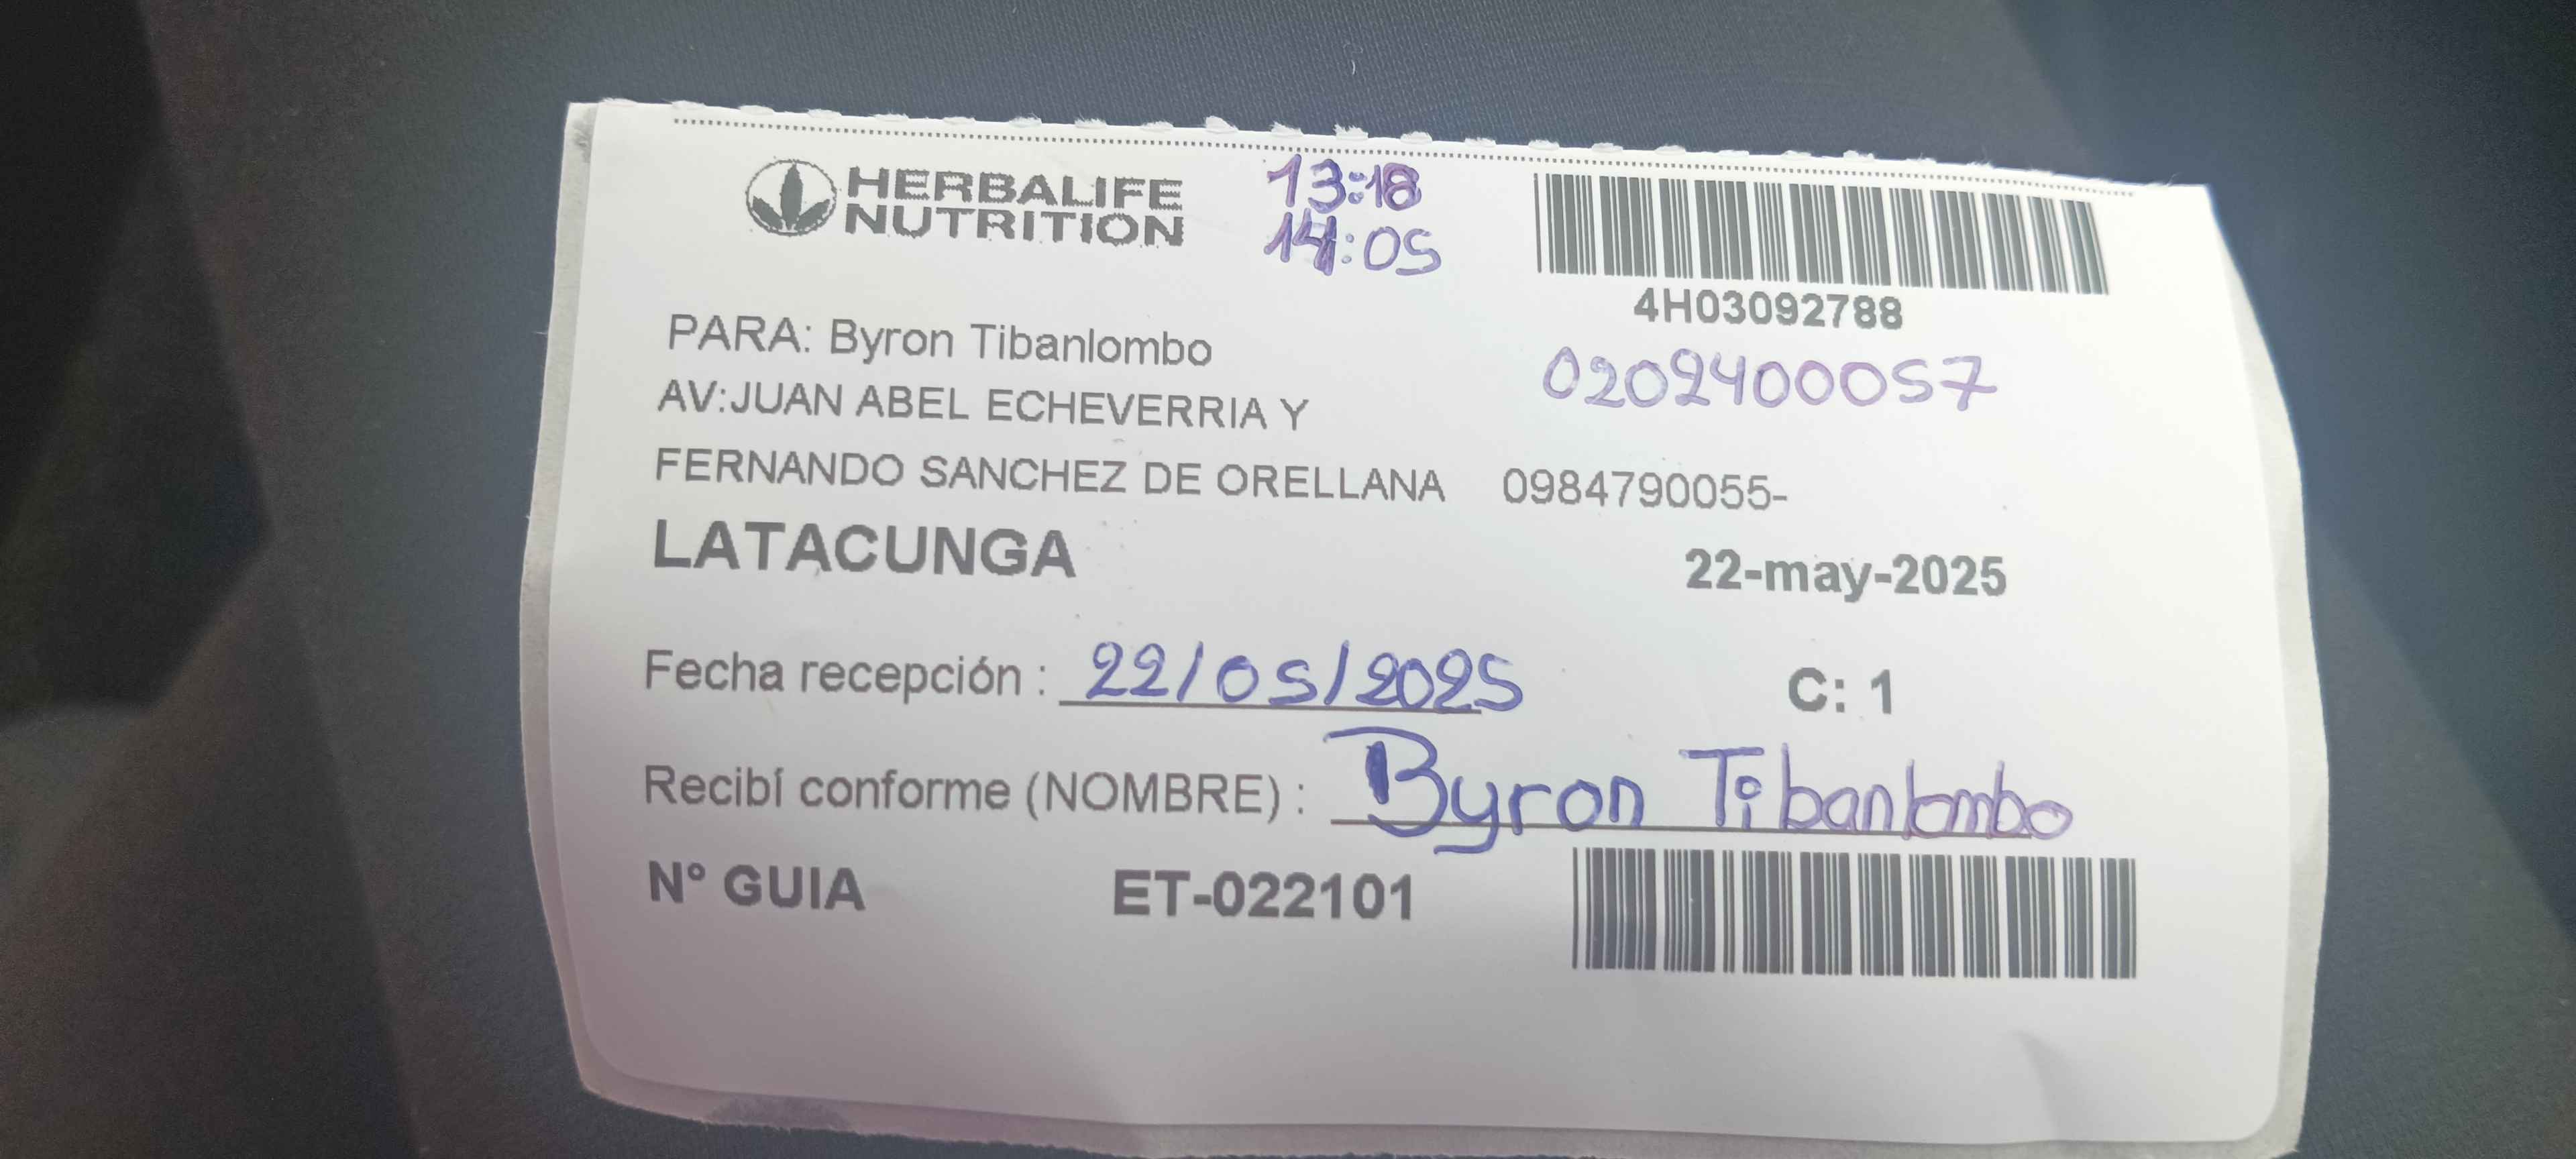 HERBALIFE
NUTRITION
13:18
14:05
4H03092788
PARA: Byron Tibanlombo
0202400057
AV:JUAN ABEL ECHEVERRIA Y
FERNANDO SANCHEZ DE ORELLANA 0984790055-
LATACUNGA
22-may-2025
Fecha recepción : 22/05/2025
C: 1
Recibí conforme (NOMBRE) : Byron Tibanlombo
N° GUIA ET-022101